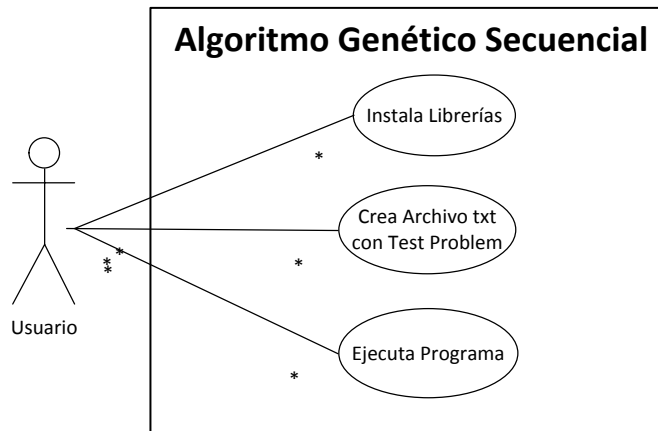 Algoritmo Genético Secuencial
Instala Librerías
*
Crea Archivo txt
con Test Problem
*
*
*
*
Usuario
Ejecuta Programa
*